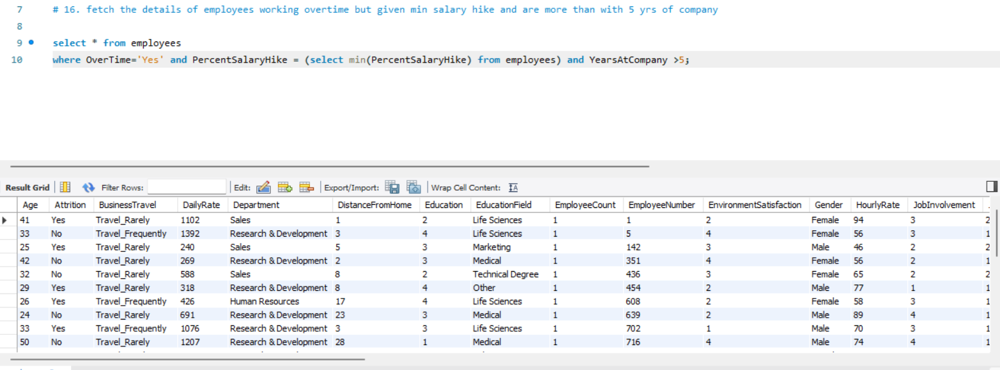 7 # 16. fetch the details of employees working overtime but given min salary hike and are more than with 5 yrs of company
8
9 select * from employees
10 where OverTime='Yes' and PercentSalaryHike = (select min(PercentSalaryHike) from employees) and YearsAtCompany >5;
Result Grid Filter Rows: Edit: Export/Import: Wrap Cell Content: IA
Age Attrition BusinessTravel DailyRate Department DistanceFromHome Education EducationField EmployeeCount EmployeeNumber EnvironmentSatisfaction Gender HourlyRate JobInvolvement
41 Yes Travel_Rarely 1102 Sales 1 2 Life Sciences 1 1 2 Female 94 3 2
33 No Travel_Frequently 1392 Research & Development 3 4 Life Sciences 1 5 4 Female 56 3 1
25 Yes Travel_Rarely 240 Sales 5 3 Marketing 1 142 3 Male 46 2 2
42 No Travel_Rarely 269 Research & Development 2 3 Medical 1 351 4 Female 56 2 1
32 No Travel_Rarely 588 Sales 8 2 Technical Degree 1 436 3 Female 65 2 2
29 Yes Travel_Rarely 318 Research & Development 8 4 Other 1 454 2 Male 77 1 1
26 Yes Travel_Frequently 426 Human Resources 17 4 Life Sciences 1 608 2 Female 58 3 1
24 No Travel_Rarely 691 Research & Development 23 3 Medical 1 639 2 Male 89 4 1
33 Yes Travel_Frequently 1076 Research & Development 3 3 Life Sciences 1 702 1 Male 70 3 1
50 No Travel_Rarely 1207 Research & Development 28 1 Medical 1 716 4 Male 74 4 1